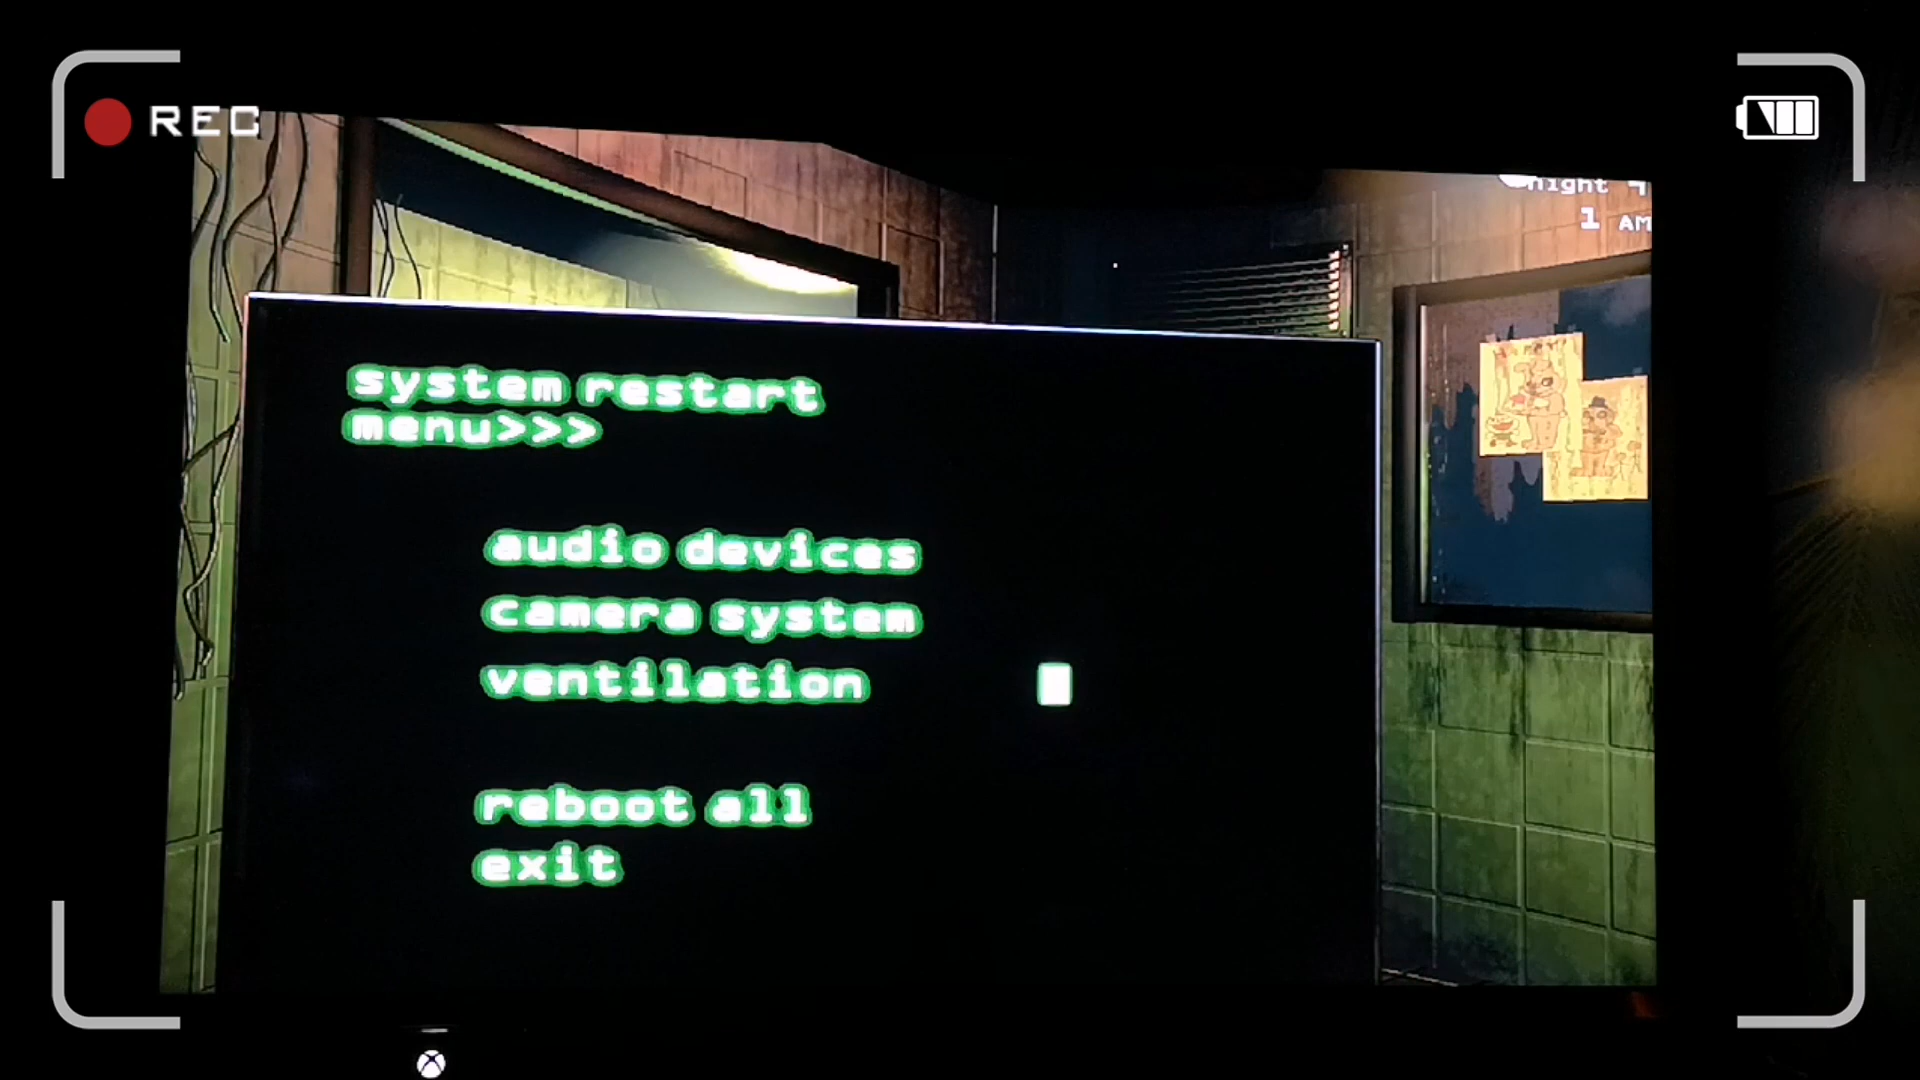 REC
night 4
1 AM
system restart
menu>>>
audio devices
camera system
ventilation
reboot all
exit